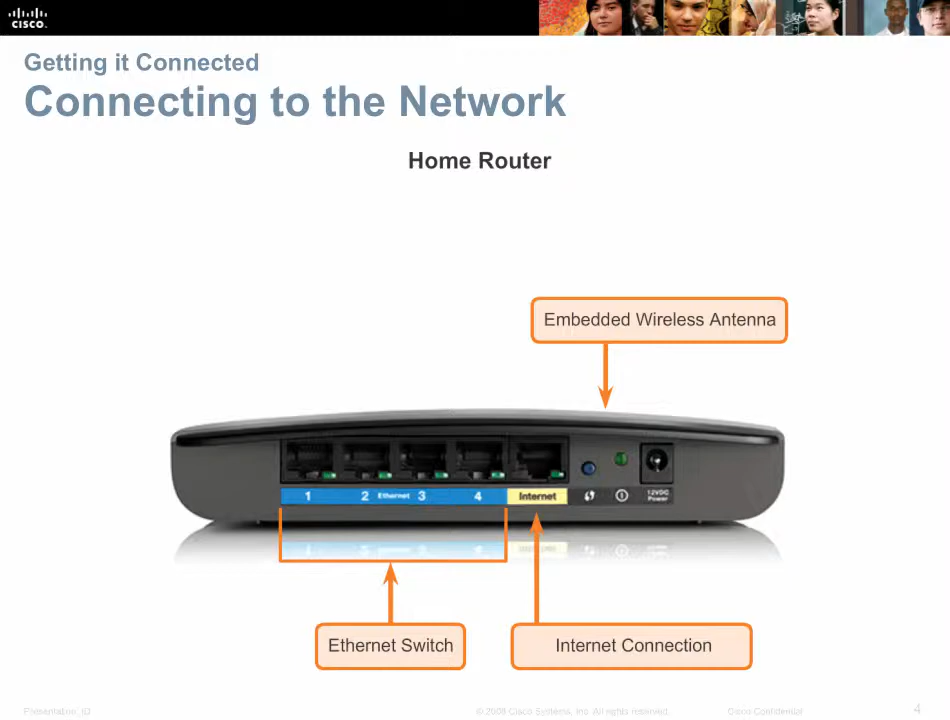 cisco.
Getting it Connected
Connecting to the Network
Home Router
Embedded Wireless Antenna
1 2 Ethernet 3 4 Internet 12VDC
Power
Ethernet Switch
Internet Connection
Presentation_ID © 2008 Cisco Systems, Inc. All rights reserved. Cisco Confidential 4